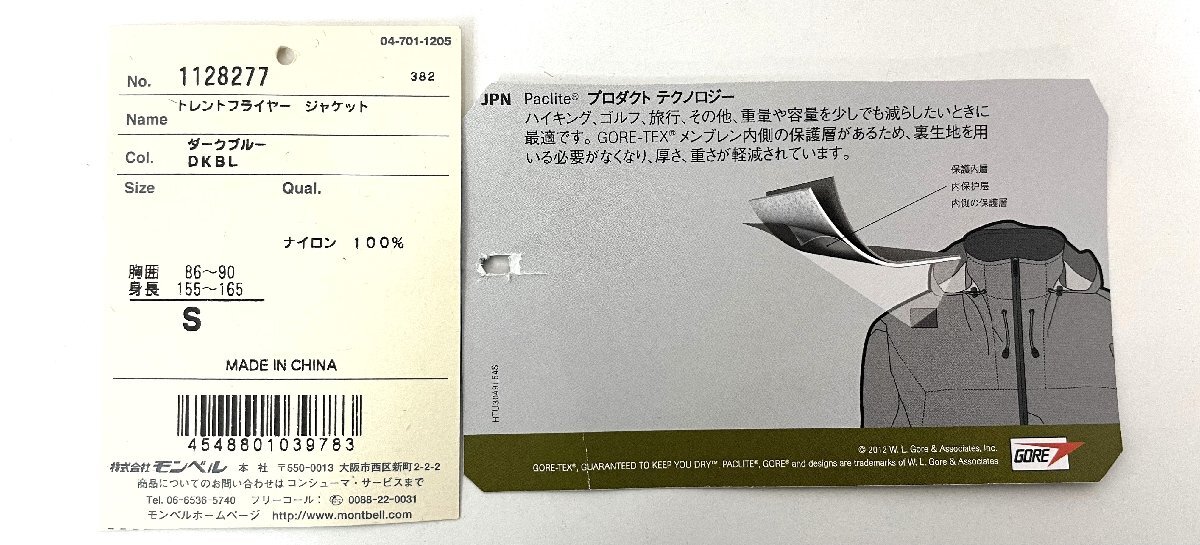 04-701-1205
No. 1128277 382
Name トレントフライヤー ジャケット
Col. ダークブルー
DKBL
Size Qual.
ナイロン 100%
胸囲 86～90
身長 155～165
S
MADE IN CHINA
4548801039783
株式会社 モンベル 本社 〒550-0013 大阪市西区新町2-2-2
商品についてのお問い合わせは コンシューマ・サービスまで
Tel. 06-6536-5740 フリーコール: 0088-22-0031
モンベルホームページ http://www.montbell.com
JPN Paclite® プロダクト テクノロジー
ハイキング、ゴルフ、旅行、その他、重量や容量を少しでも減らしたいときに
最適です。GORE-TEX®メンブレン内側の保護層があるため、裏生地を用
いる必要がなくなり、厚さ、重さが軽減されています。
保護內層
内保护层
内側の保護層
© 2012 W. L. Gore & Associates, Inc.
GORE-TEX®, GUARANTEED TO KEEP YOU DRY™, PACLITE, GORE® and designs are trademarks of W. L. Gore & Associates
GORE